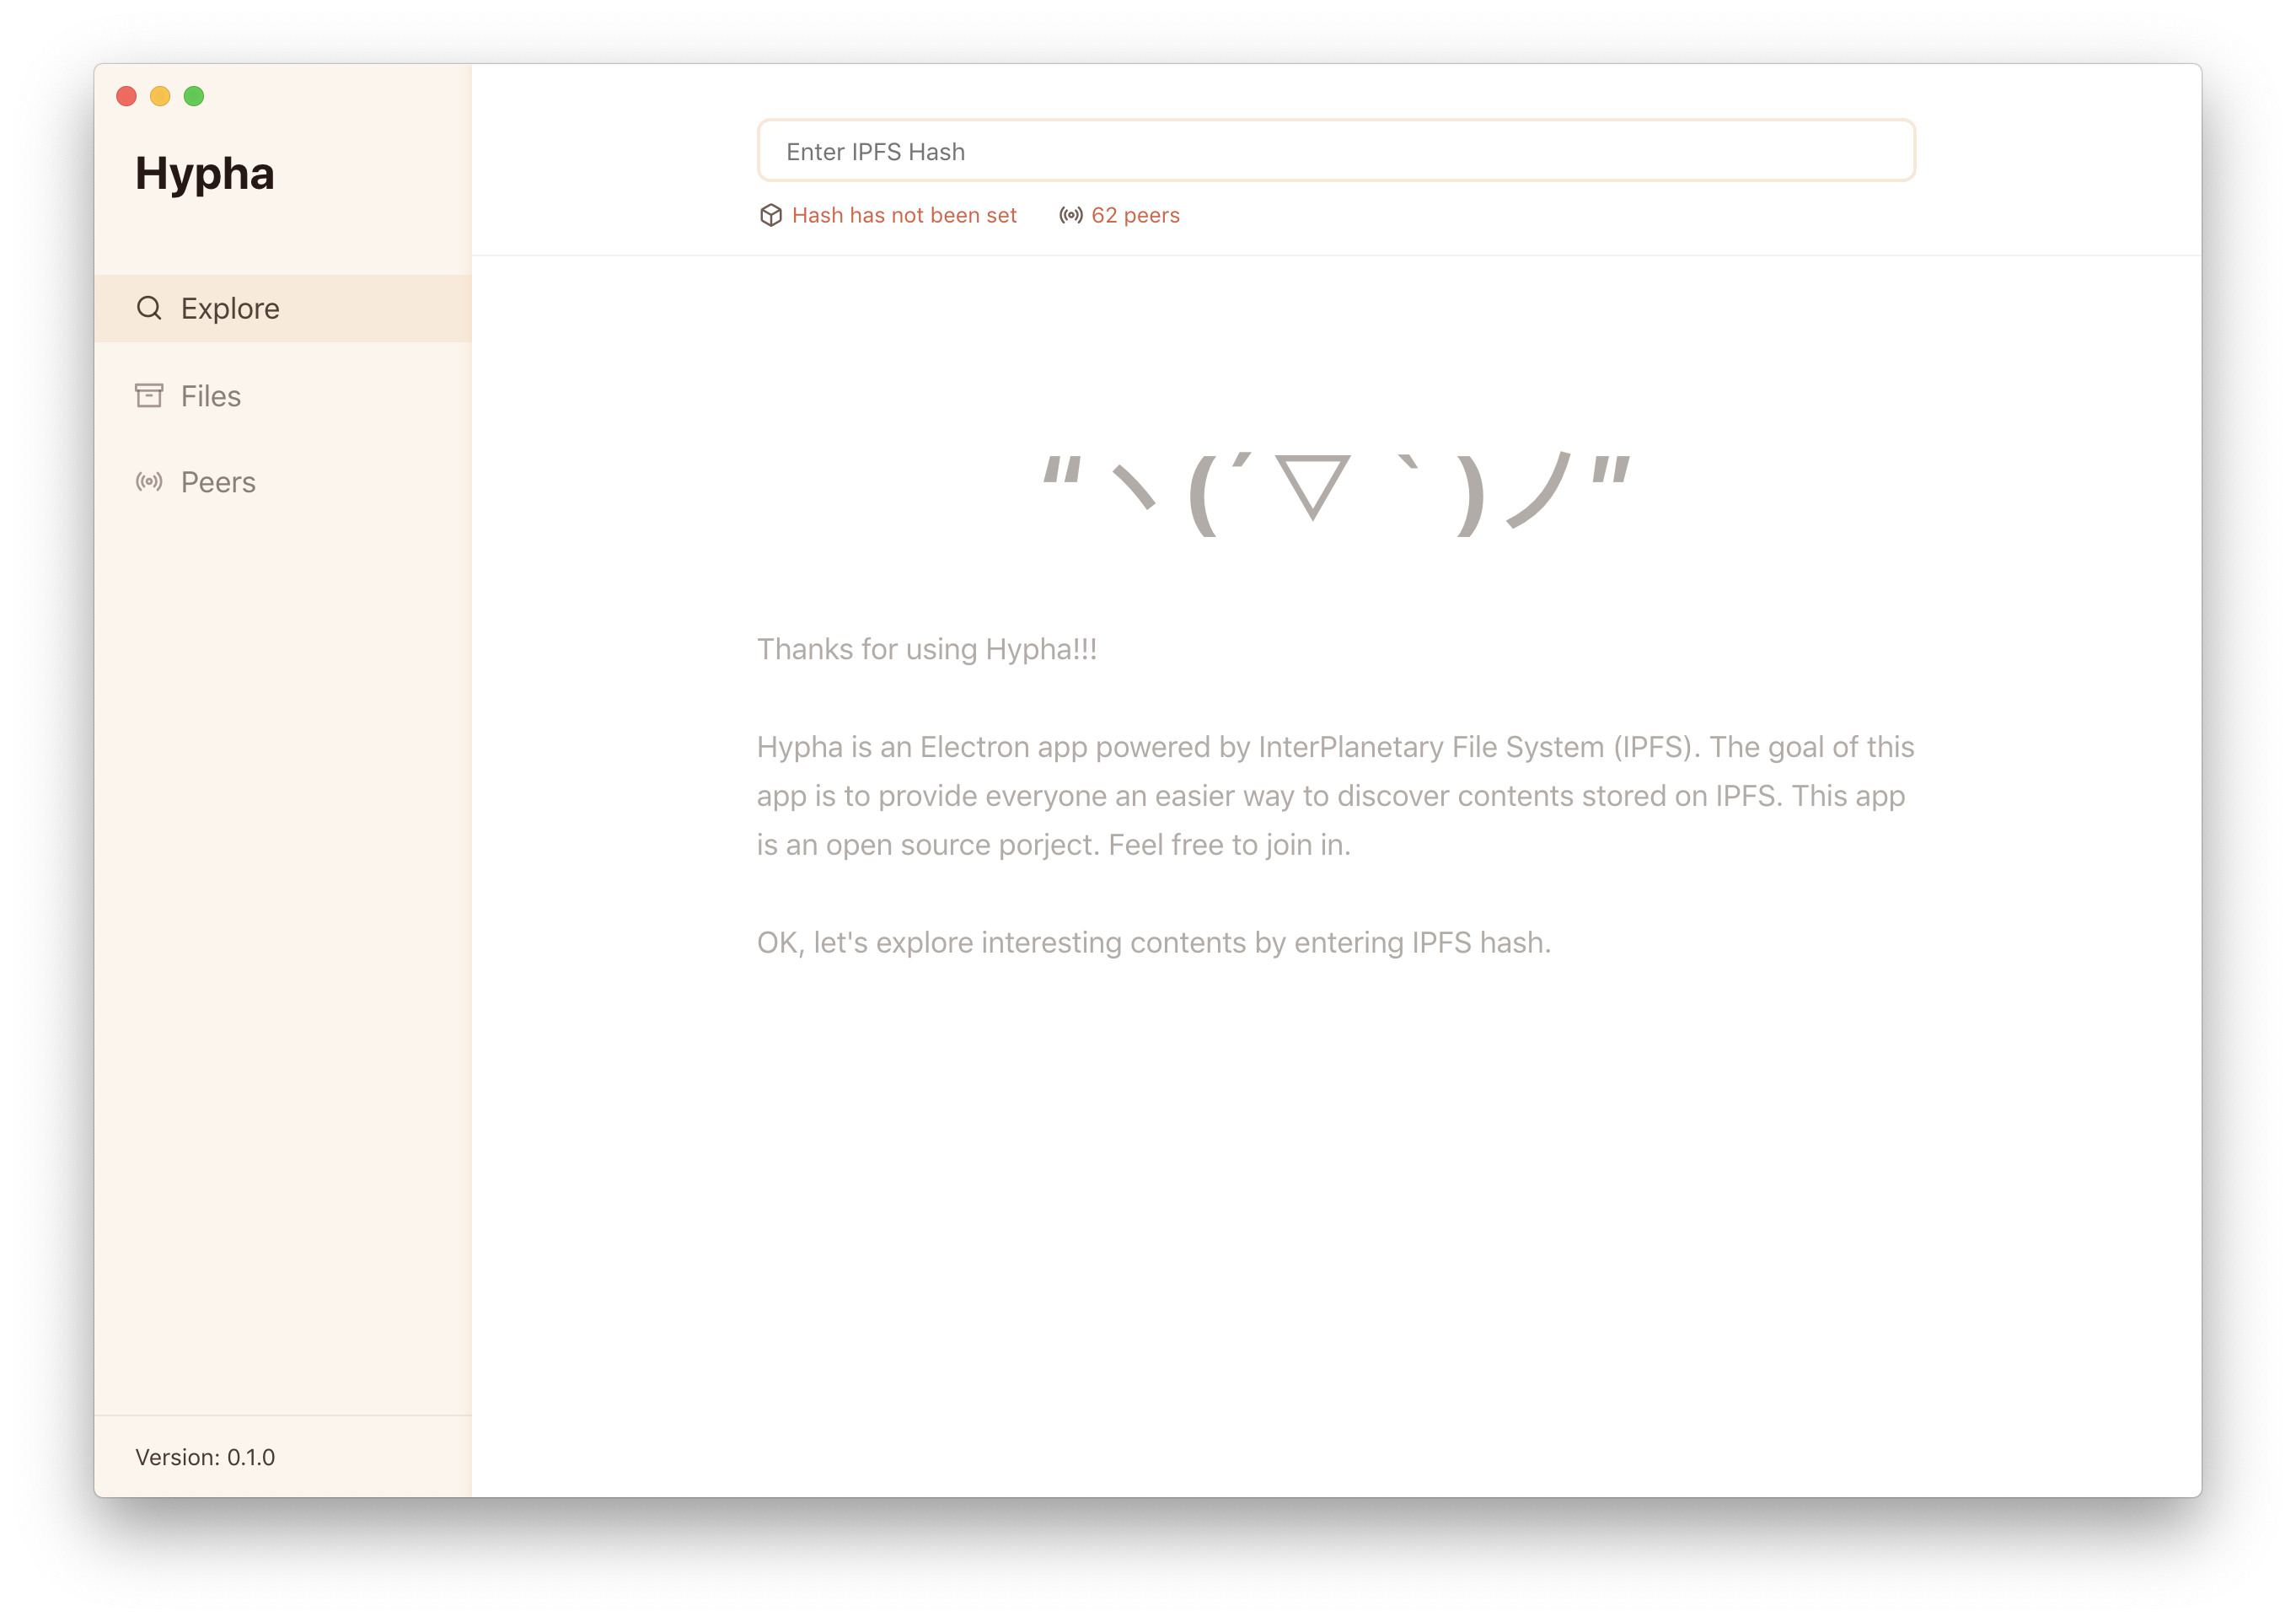 Hypha
Explore
Files
Peers
Version: 0.1.0
Enter IPFS Hash
Hash has not been set
62 peers
"ヽ(´▽ ` )ノ"
Thanks for using Hypha!!!
Hypha is an Electron app powered by InterPlanetary File System (IPFS). The goal of this
app is to provide everyone an easier way to discover contents stored on IPFS. This app
is an open source porject. Feel free to join in.
OK, let's explore interesting contents by entering IPFS hash.